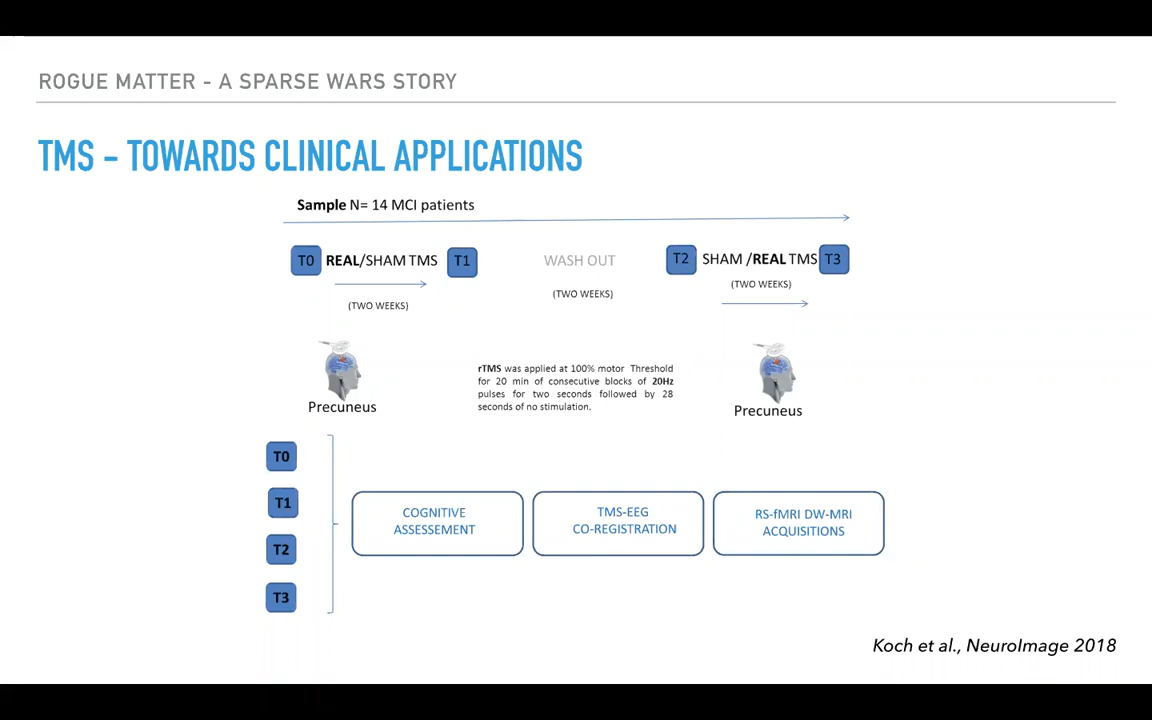 ROGUE MATTER - A SPARSE WARS STORY
TMS - TOWARDS CLINICAL APPLICATIONS
Sample N= 14 MCI patients
T0 REAL/SHAM TMS T1
(TWO WEEKS)
WASH OUT
(TWO WEEKS)
T2 SHAM /REAL TMS T3
(TWO WEEKS)
Precuneus
rTMS was applied at 100% motor Threshold
for 20 min of consecutive blocks of 20Hz
pulses for two seconds followed by 28
seconds of no stimulation.
Precuneus
T0
T1
T2
T3
COGNITIVE
ASSESSEMENT
TMS-EEG
CO-REGISTRATION
RS-fMRI DW-MRI
ACQUISITIONS
Koch et al., NeuroImage 2018